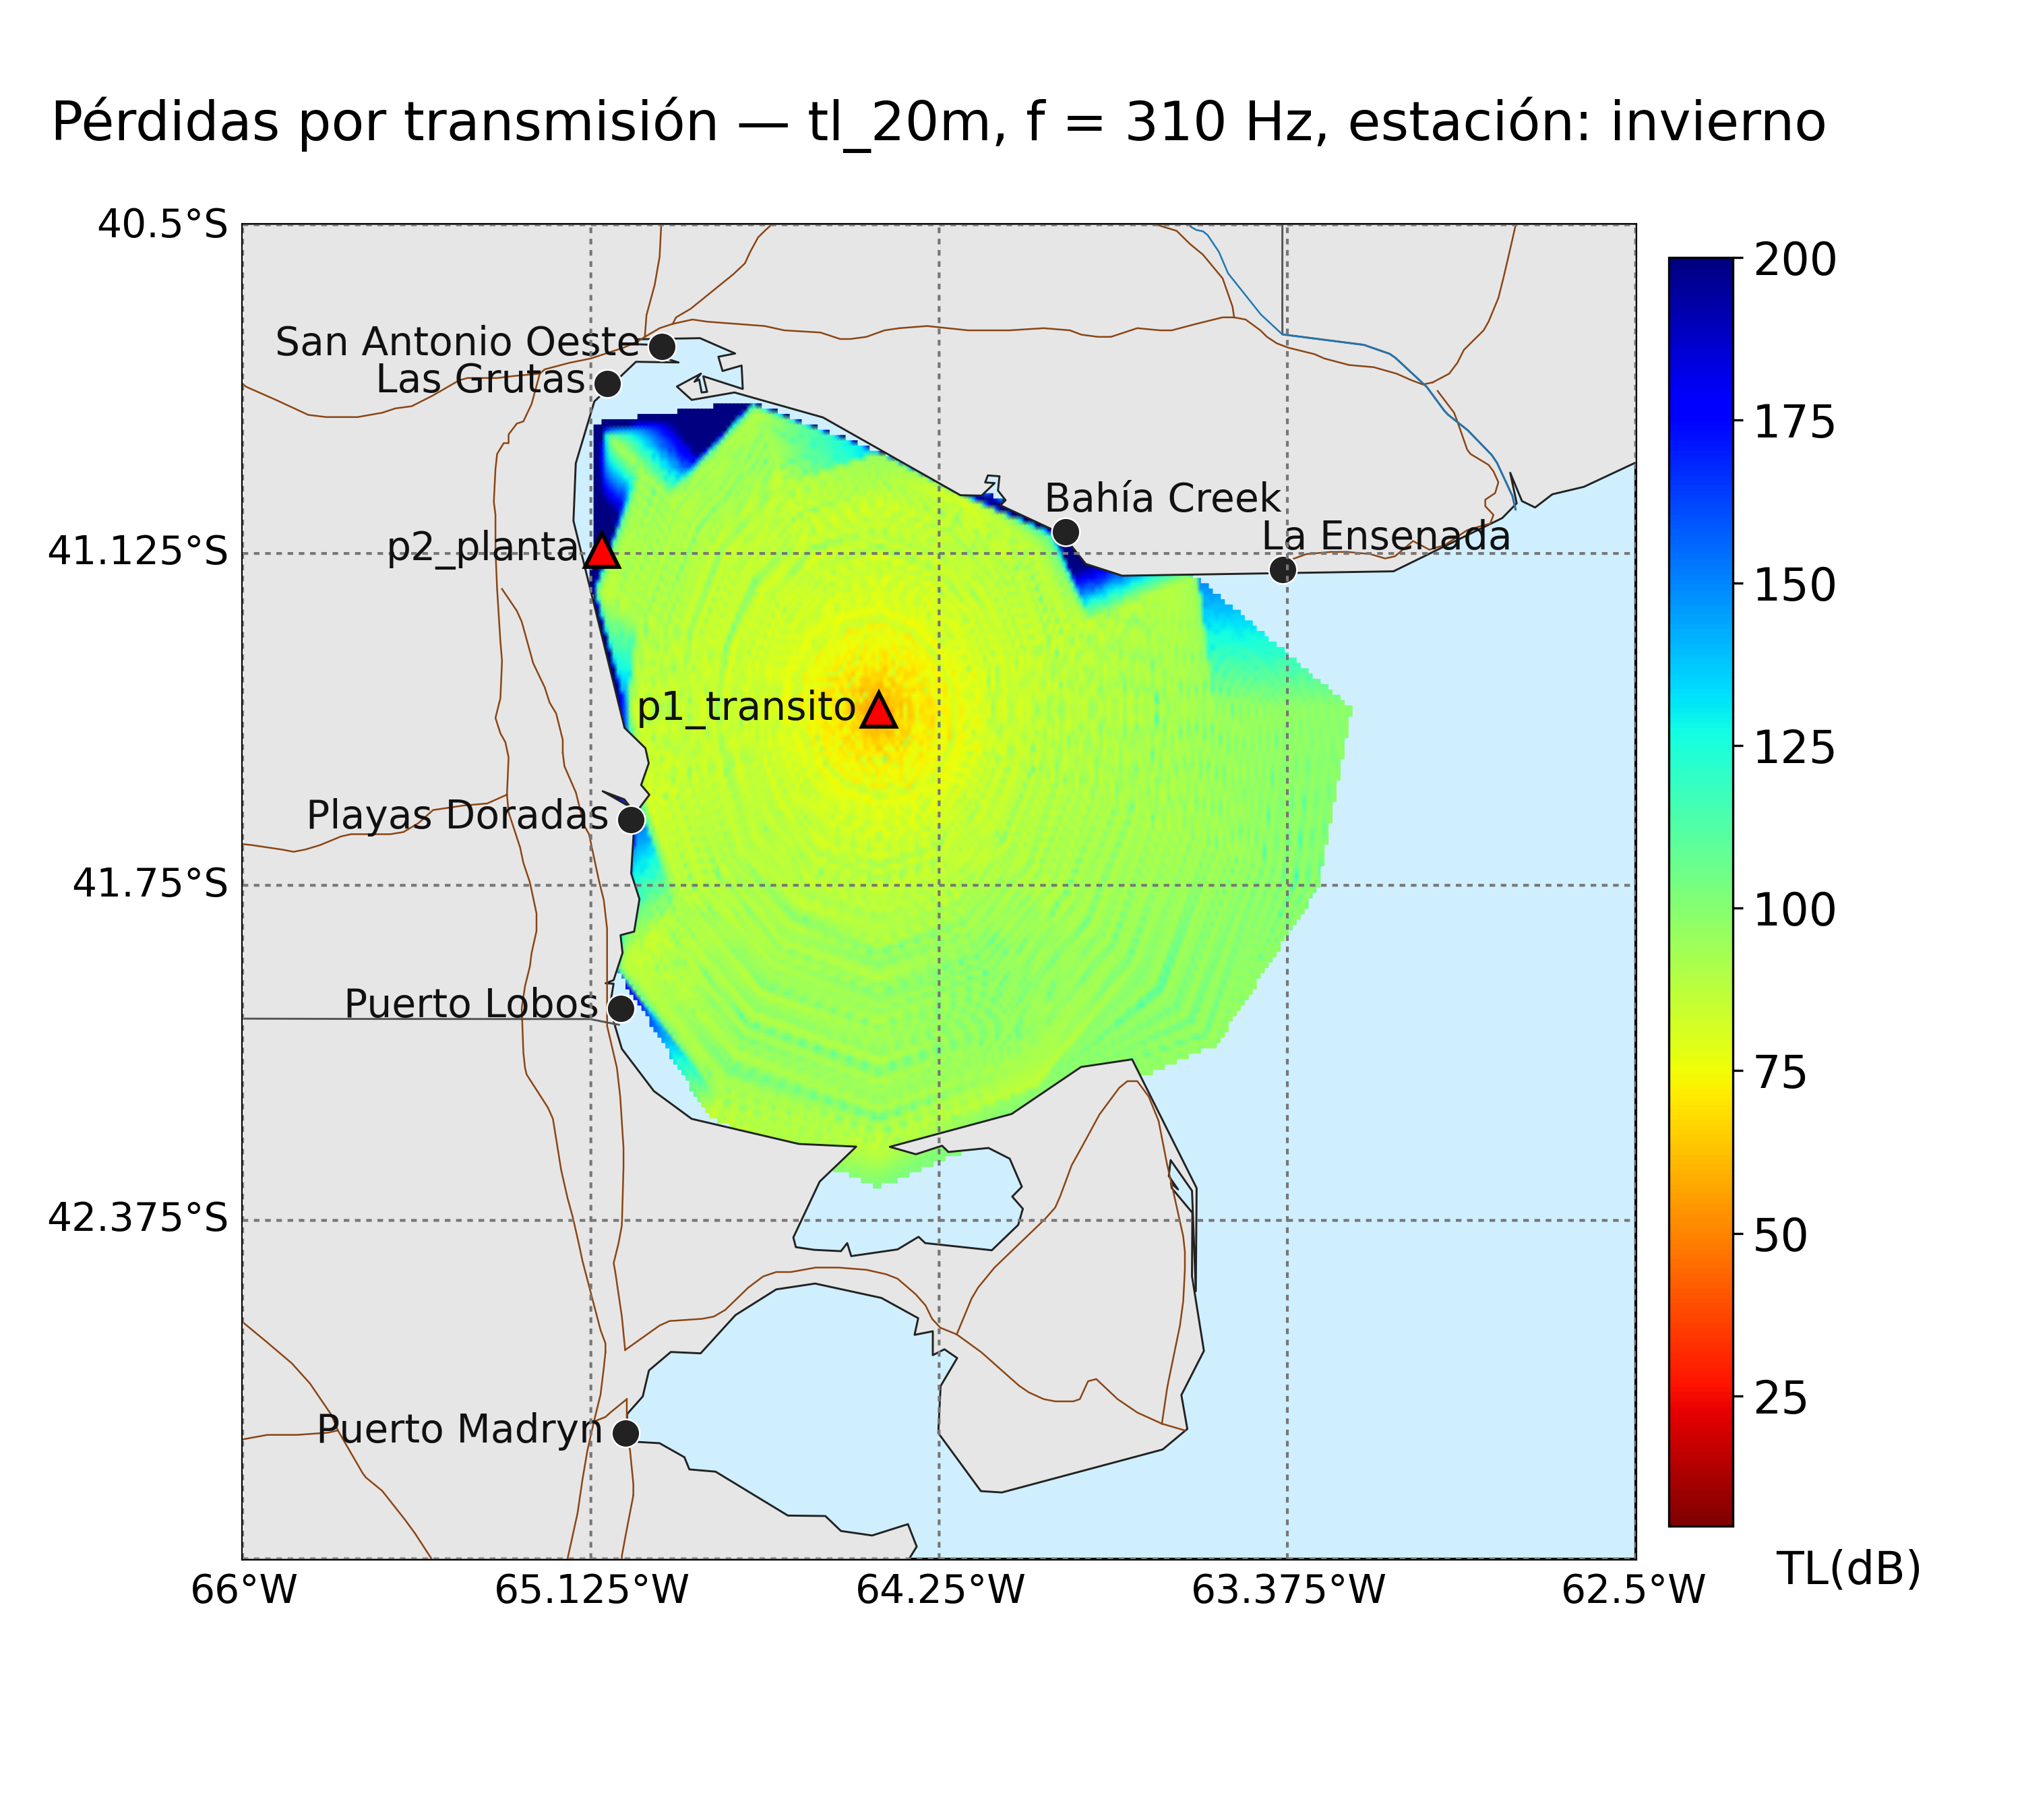 Pérdidas por transmisión — tl_20m, f = 310 Hz, estación: invierno
40.5°S
200
San Antonio Oeste
Las Grutas
175
Bahía Creek
La Ensenada
p2_planta
41.125°S
150
p1_transito
125
Playas Doradas
41.75°S
100
Puerto Lobos
75
42.375°S
50
25
Puerto Madryn
TL(dB)
66°W
65.125°W
64.25°W
63.375°W
62.5°W